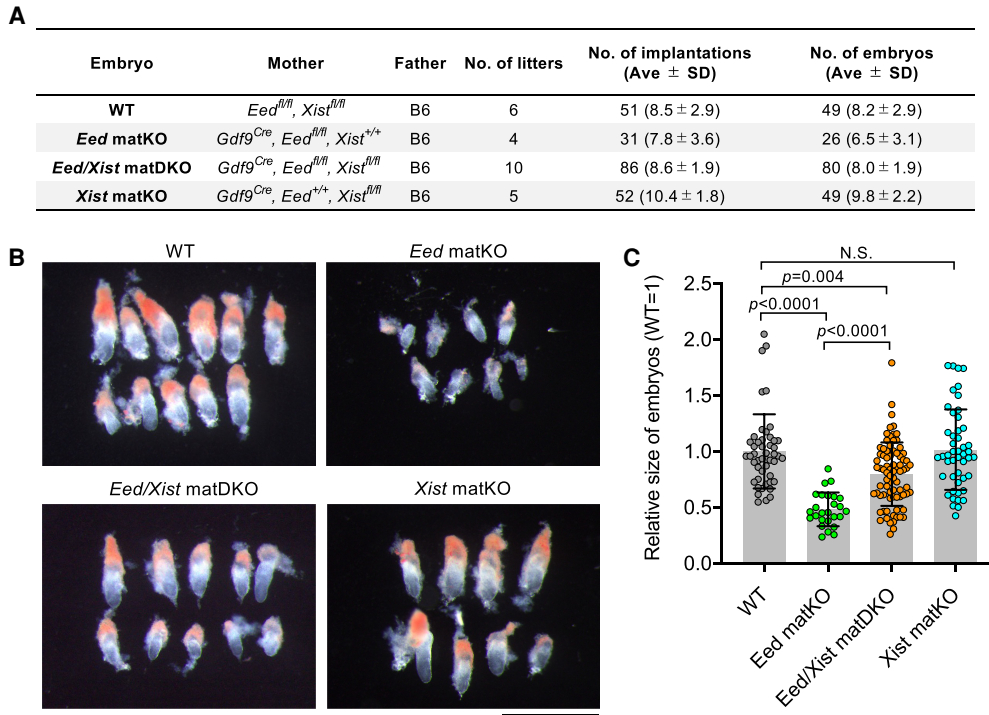 A
Embryo Mother Father No. of litters No. of implantations (Ave ± SD) No. of embryos (Ave ± SD)
WT Eed^fl/fl, Xist^fl/fl B6 6 51 (8.5 ± 2.9) 49 (8.2 ± 2.9)
Eed matKO Gdf9^Cre, Eed^fl/fl, Xist^+/+ B6 4 31 (7.8 ± 3.6) 26 (6.5 ± 3.1)
Eed/Xist matDKO Gdf9^Cre, Eed^fl/fl, Xist^fl/fl B6 10 86 (8.6 ± 1.9) 80 (8.0 ± 1.9)
Xist matKO Gdf9^Cre, Eed^+/+, Xist^fl/fl B6 5 52 (10.4 ± 1.8) 49 (9.8 ± 2.2)
B
WT
Eed matKO
Eed/Xist matDKO
Xist matKO
C
Relative size of embryos (WT=1)
2.5
2.0
1.5
1.0
0.5
0.0
N.S.
p=0.004
p<0.0001
p<0.0001
WT
Eed matKO
Eed/Xist matDKO
Xist matKO